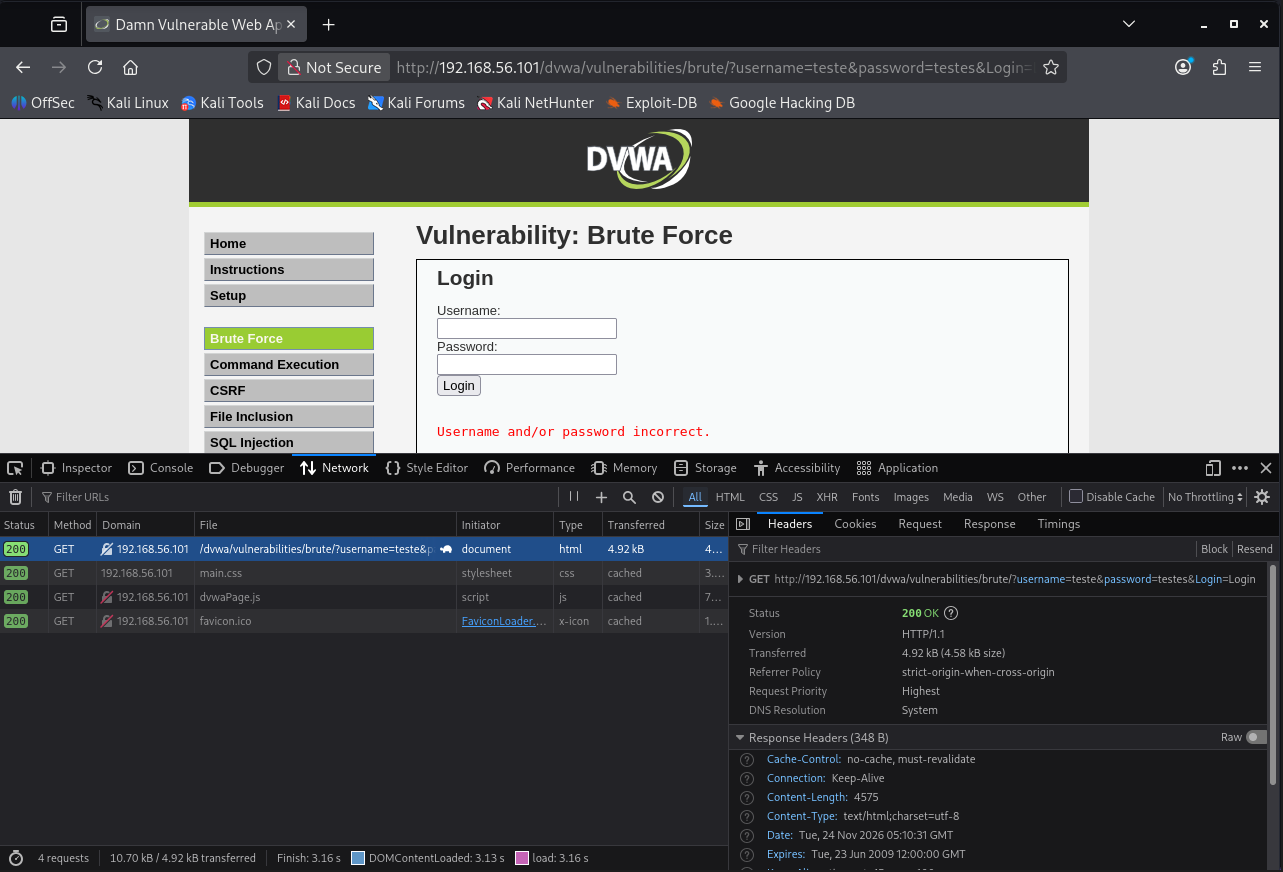 Damn Vulnerable Web Ap
Not Secure http://192.168.56.101/dvwa/vulnerabilities/brute/?username=teste&password=testes&Login=
OffSec Kali Linux Kali Tools Kali Docs Kali Forums Kali NetHunter Exploit-DB Google Hacking DB
DVWA
Home
Instructions
Setup
Brute Force
Command Execution
CSRF
File Inclusion
SQL Injection
Vulnerability: Brute Force
Login
Username:
Password:
Login
Username and/or password incorrect.
Inspector Console Debugger Network Style Editor Performance Memory Storage Accessibility Application
Filter URLs All HTML CSS JS XHR Fonts Images Media WS Other Disable Cache No Throttling
Status Method Domain File Initiator Type Transferred Size
200 GET 192.168.56.101 /dvwa/vulnerabilities/brute/?username=teste&p document html 4.92 kB 4...
200 GET 192.168.56.101 main.css stylesheet css cached 3....
200 GET 192.168.56.101 dvwaPage.js script js cached 7...
200 GET 192.168.56.101 favicon.ico FaviconLoader.... x-icon cached 1....
4 requests 10.70 kB / 4.92 kB transferred Finish: 3.16 s DOMContentLoaded: 3.13 s load: 3.16 s
Headers Cookies Request Response Timings
Filter Headers Block Resend
GET http://192.168.56.101/dvwa/vulnerabilities/brute/?username=teste&password=testes&Login=Login
Status 200 OK
Version HTTP/1.1
Transferred 4.92 kB (4.58 kB size)
Referrer Policy strict-origin-when-cross-origin
Request Priority Highest
DNS Resolution System
Response Headers (348 B) Raw
Cache-Control: no-cache, must-revalidate
Connection: Keep-Alive
Content-Length: 4575
Content-Type: text/html;charset=utf-8
Date: Tue, 24 Nov 2026 05:10:31 GMT
Expires: Tue, 23 Jun 2009 12:00:00 GMT